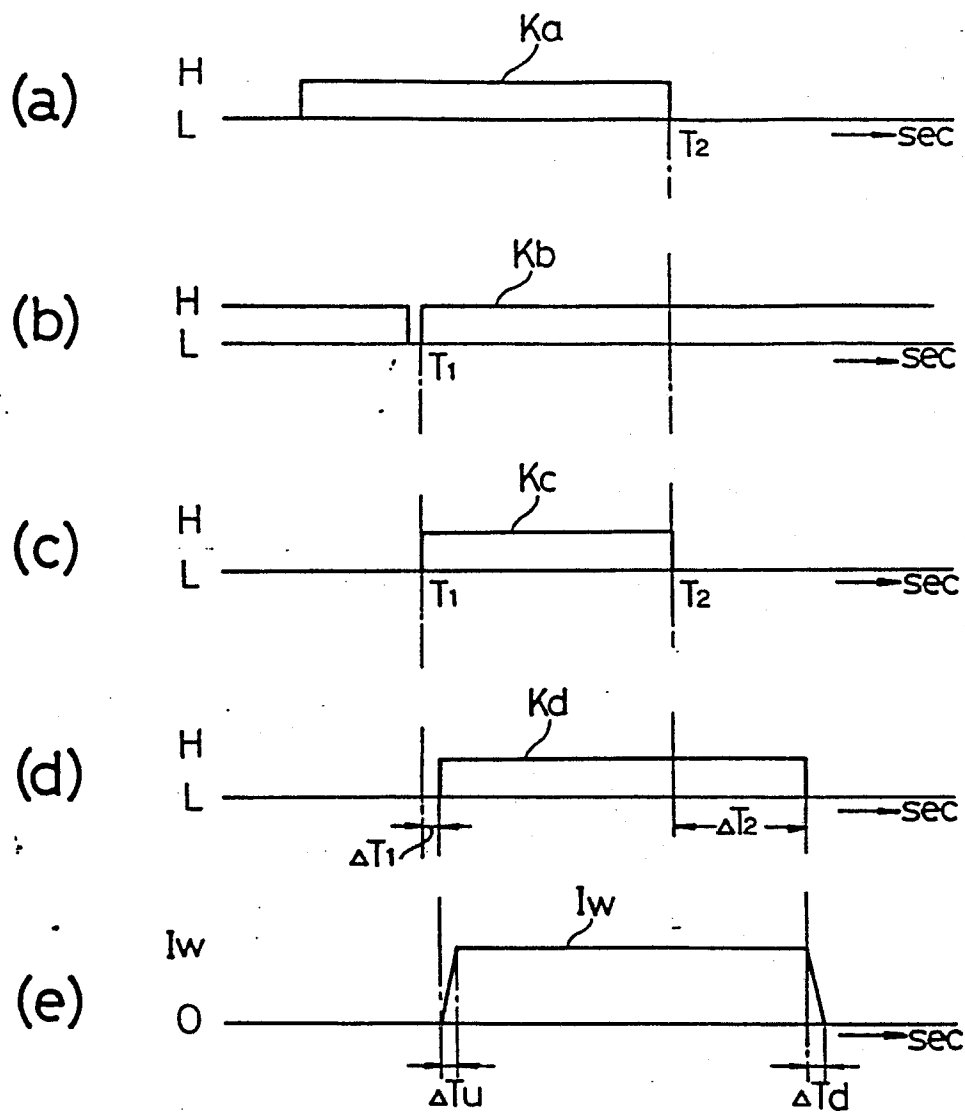 Ka
(a) H
L
T2
sec
Kb
(b) H
L
T1
sec
Kc
(c) H
L
T1
T2
sec
Kd
(d) H
L
sec
ΔT1
ΔT2
Iw
(e) Iw
O
sec
ΔTu
ΔTd